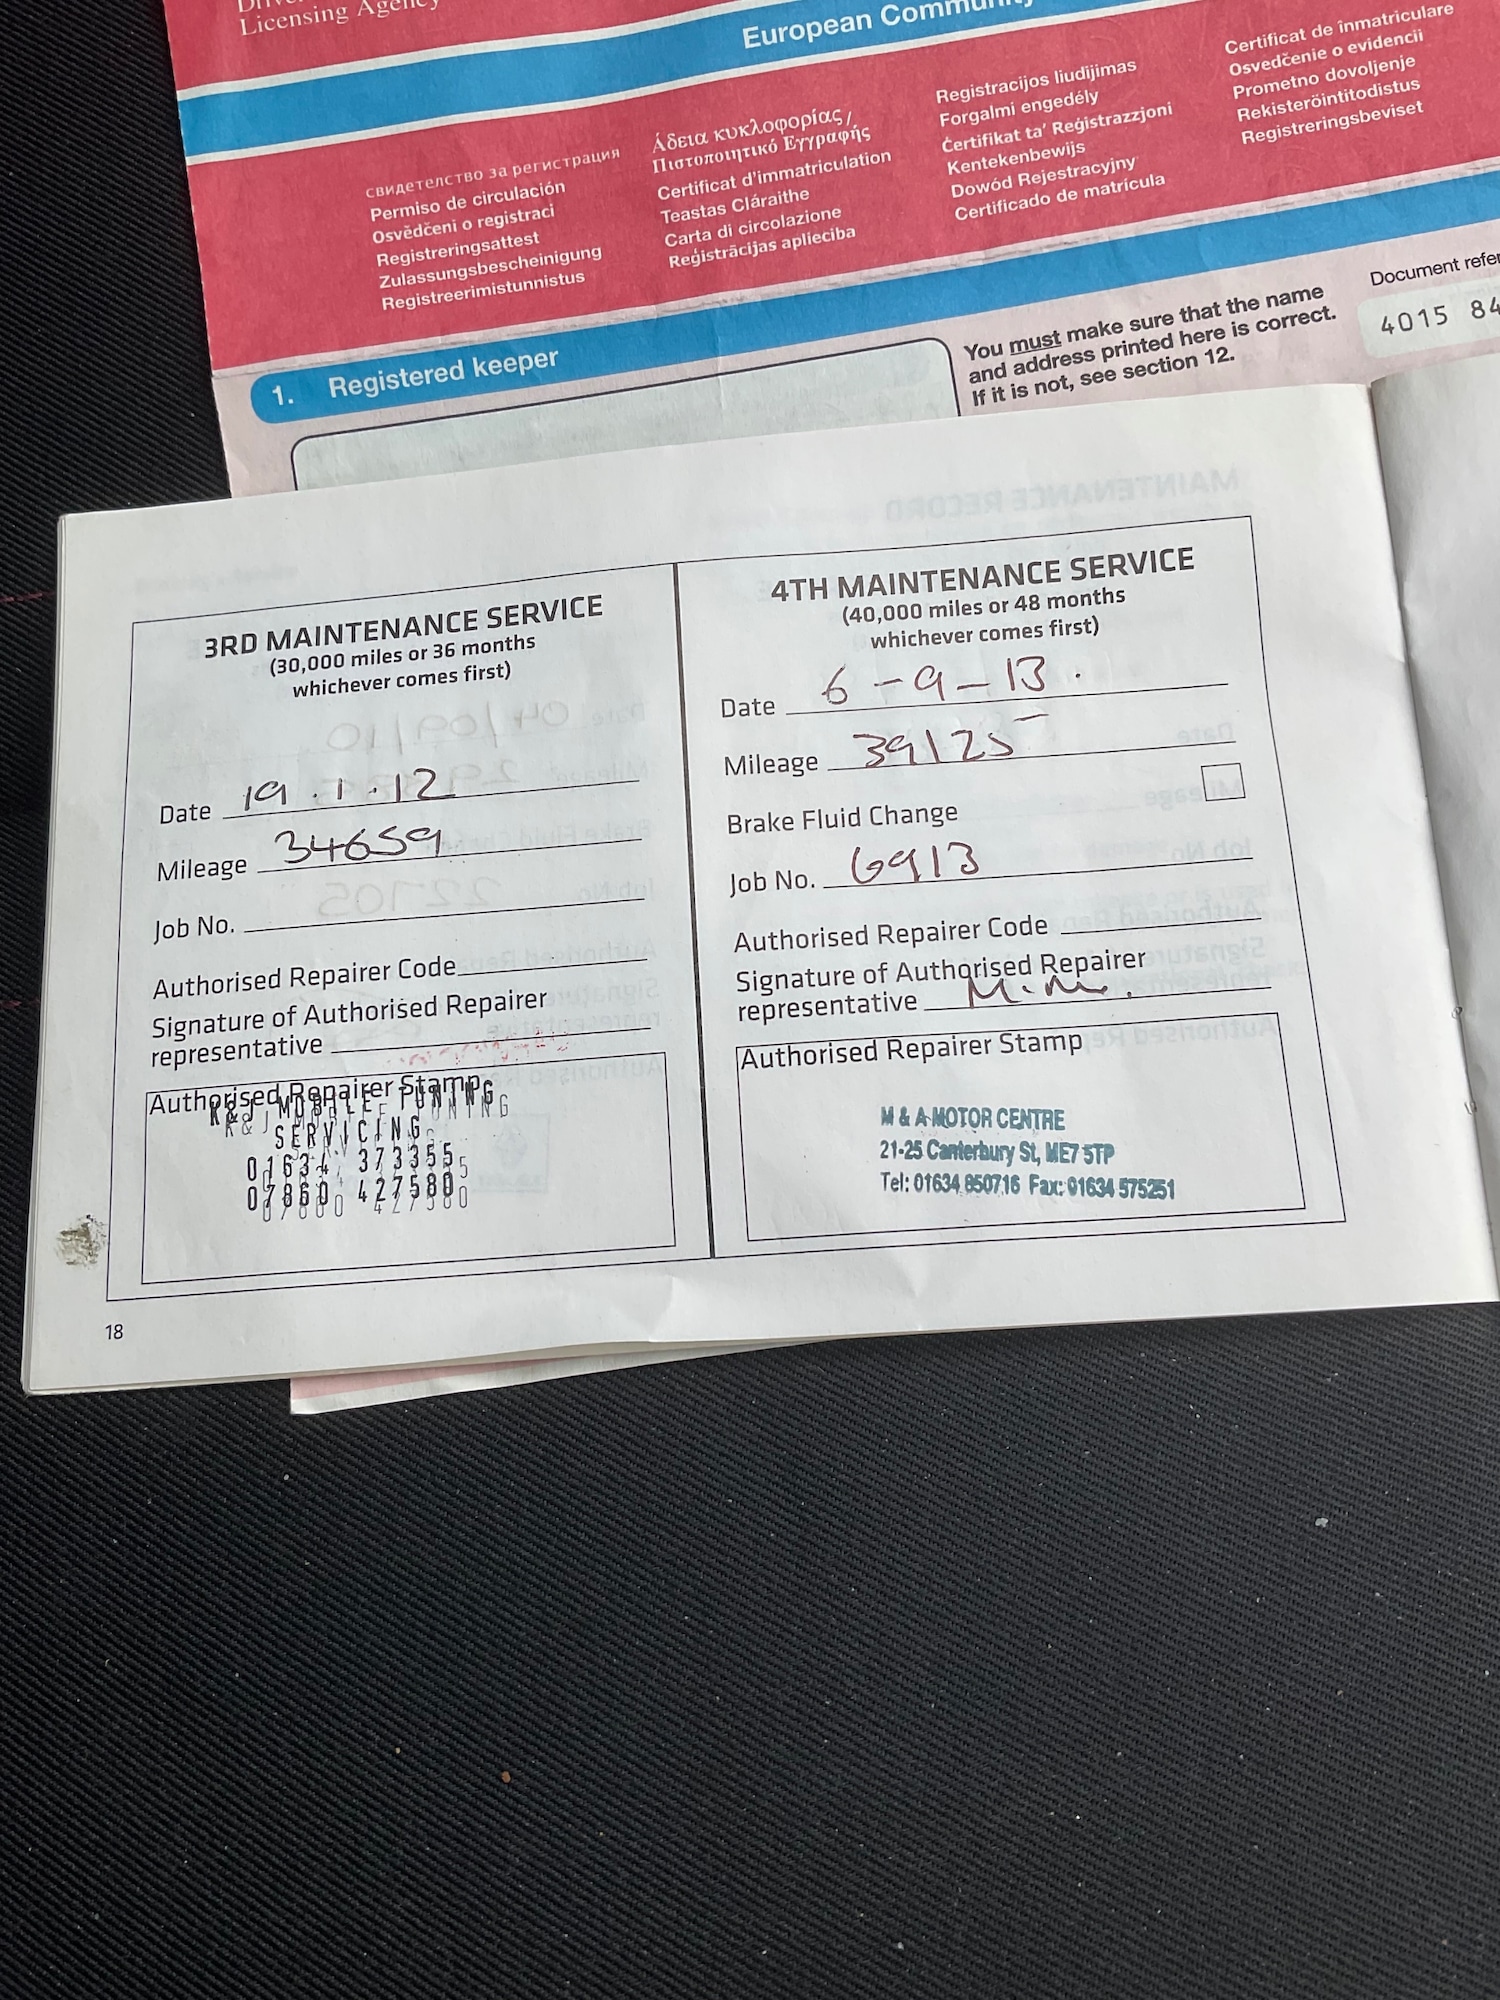 Licensing Agency
European Community
свидетелство за регистрация
Permiso de circulación
Osvědčení o registraci
Registreringsattest
Zulassungsbescheinigung
Registreerimistunnistus
Άδεια κυκλοφορίας /
Πιστοποιητικό Εγγραφής
Certificat d'immatriculation
Teastas Cláraithe
Carta di circolazione
Reģistrācijas apliecība
Registracijos liudijimas
Forgalmi engedély
Ċertifikat ta' Reġistrazzjoni
Kentekenbewijs
Dowód Rejestracyjny
Certificado de matrícula
Certificat de înmatriculare
Osvedčenie o evidencii
Prometno dovoljenje
Rekisteröintitodistus
Registreringsbeviset
1. Registered keeper
You must make sure that the name
and address printed here is correct.
If it is not, see section 12.
Document refer
4015 84
3RD MAINTENANCE SERVICE
(30,000 miles or 36 months
whichever comes first)
Date 19.1.12
Mileage 34659
Job No.
Authorised Repairer Code
Signature of Authorised Repairer
representative
Authorised Repairer Stamp
K&J MOBILE TUNING
SERVICING
01634 373355
07860 427580
18
4TH MAINTENANCE SERVICE
(40,000 miles or 48 months
whichever comes first)
Date 6-9-13.
Mileage 39125
Brake Fluid Change
Job No. 6913
Authorised Repairer Code
Signature of Authorised Repairer
representative
Authorised Repairer Stamp
M & A MOTOR CENTRE
21-25 Canterbury St, ME7 5TP
Tel: 01634 850716 Fax: 01634 575251